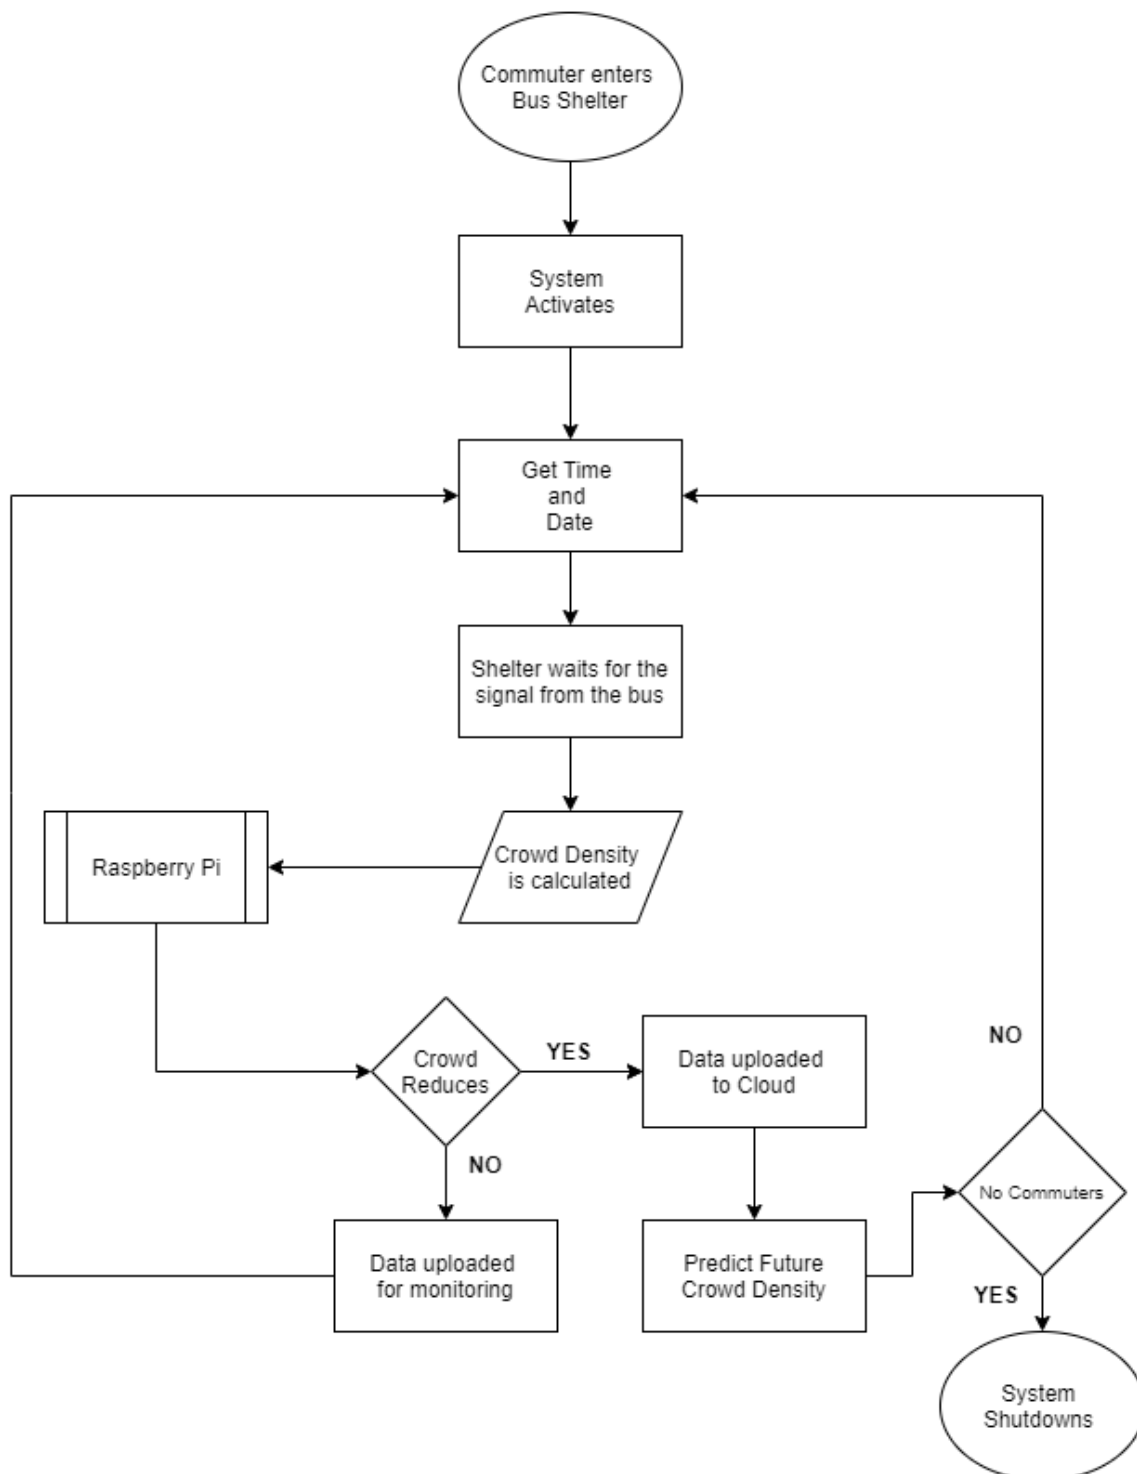 Commuter enters
Bus Shelter
System
Activates
Get Time
and
Date
Shelter waits for the
signal from the bus
Crowd Density
is calculated
Raspberry Pi
Crowd
Reduces
YES
Data uploaded
to Cloud
NO
NO
Data uploaded
for monitoring
Predict Future
Crowd Density
No Commuters
YES
System
Shutdowns